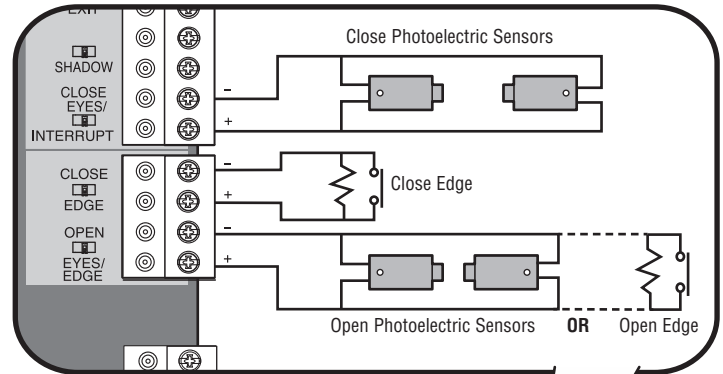 EXIT
Close Photoelectric Sensors
SHADOW
CLOSE
EYES/
INTERRUPT
-
+
CLOSE
EDGE
-
+
Close Edge
OPEN
EYES/
EDGE
-
+
Open Photoelectric Sensors OR Open Edge